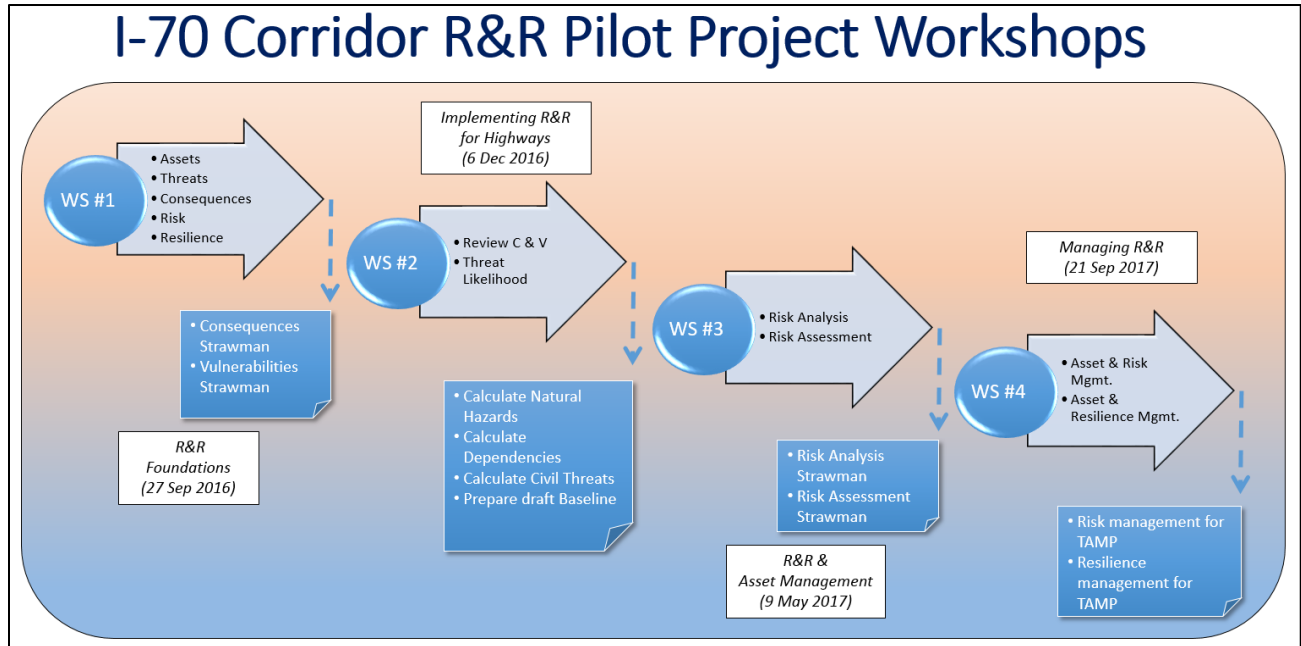 I-70 Corridor R&R Pilot Project Workshops
WS #1
• Assets
• Threats
• Consequences
• Risk
• Resilience
• Consequences
Strawman
• Vulnerabilities
Strawman
R&R
Foundations
(27 Sep 2016)
Implementing R&R
for Highways
(6 Dec 2016)
WS #2
• Review C & V
• Threat
Likelihood
• Calculate Natural
Hazards
• Calculate
Dependencies
• Calculate Civil Threats
• Prepare draft Baseline
WS #3
• Risk Analysis
• Risk Assessment
• Risk Analysis
Strawman
• Risk Assessment
Strawman
R&R &
Asset Management
(9 May 2017)
Managing R&R
(21 Sep 2017)
WS #4
• Asset & Risk
Mgmt.
• Asset &
Resilience Mgmt.
• Risk management for
TAMP
• Resilience
management for
TAMP